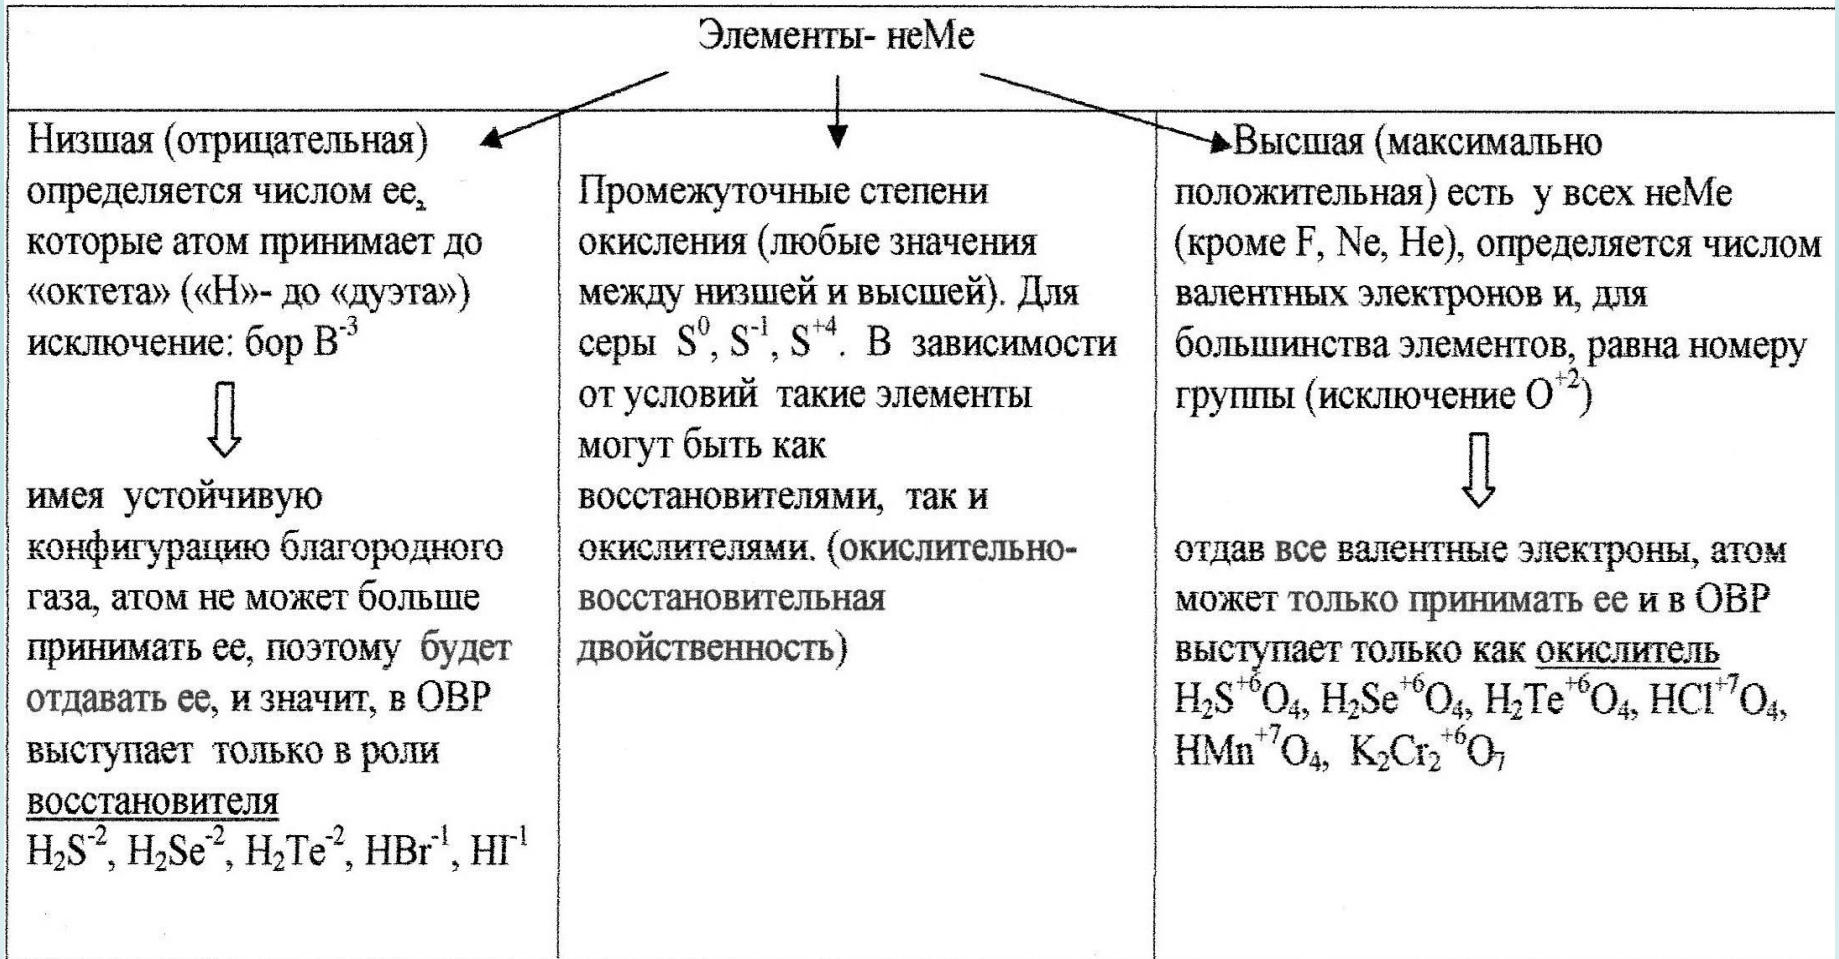 Элементы- неМе
Низшая (отрицательная)
определяется числом ее,
которые атом принимает до
«октета» («Н»- до «дуэта»)
исключение: бор B⁻³
имея устойчивую
конфигурацию благородного
газа, атом не может больше
принимать ее, поэтому будет
отдавать ее, и значит, в ОВР
выступает только в роли
восстановителя
H₂S⁻², H₂Se⁻², H₂Te⁻², HBr⁻¹, HI⁻¹
Промежуточные степени
окисления (любые значения
между низшей и высшей). Для
серы S⁰, S⁻¹, S⁺⁴. В зависимости
от условий такие элементы
могут быть как
восстановителями, так и
окислителями. (окислительно-
восстановительная
двойственность)
Высшая (максимально
положительная) есть у всех неМе
(кроме F, Ne, He), определяется числом
валентных электронов и, для
большинства элементов, равна номеру
группы (исключение O⁺²)
отдав все валентные электроны, атом
может только принимать ее и в ОВР
выступает только как окислитель
H₂S⁺⁶O₄, H₂Se⁺⁶O₄, H₂Te⁺⁶O₄, HCl⁺⁷O₄,
HMn⁺⁷O₄, K₂Cr₂⁺⁶O₇